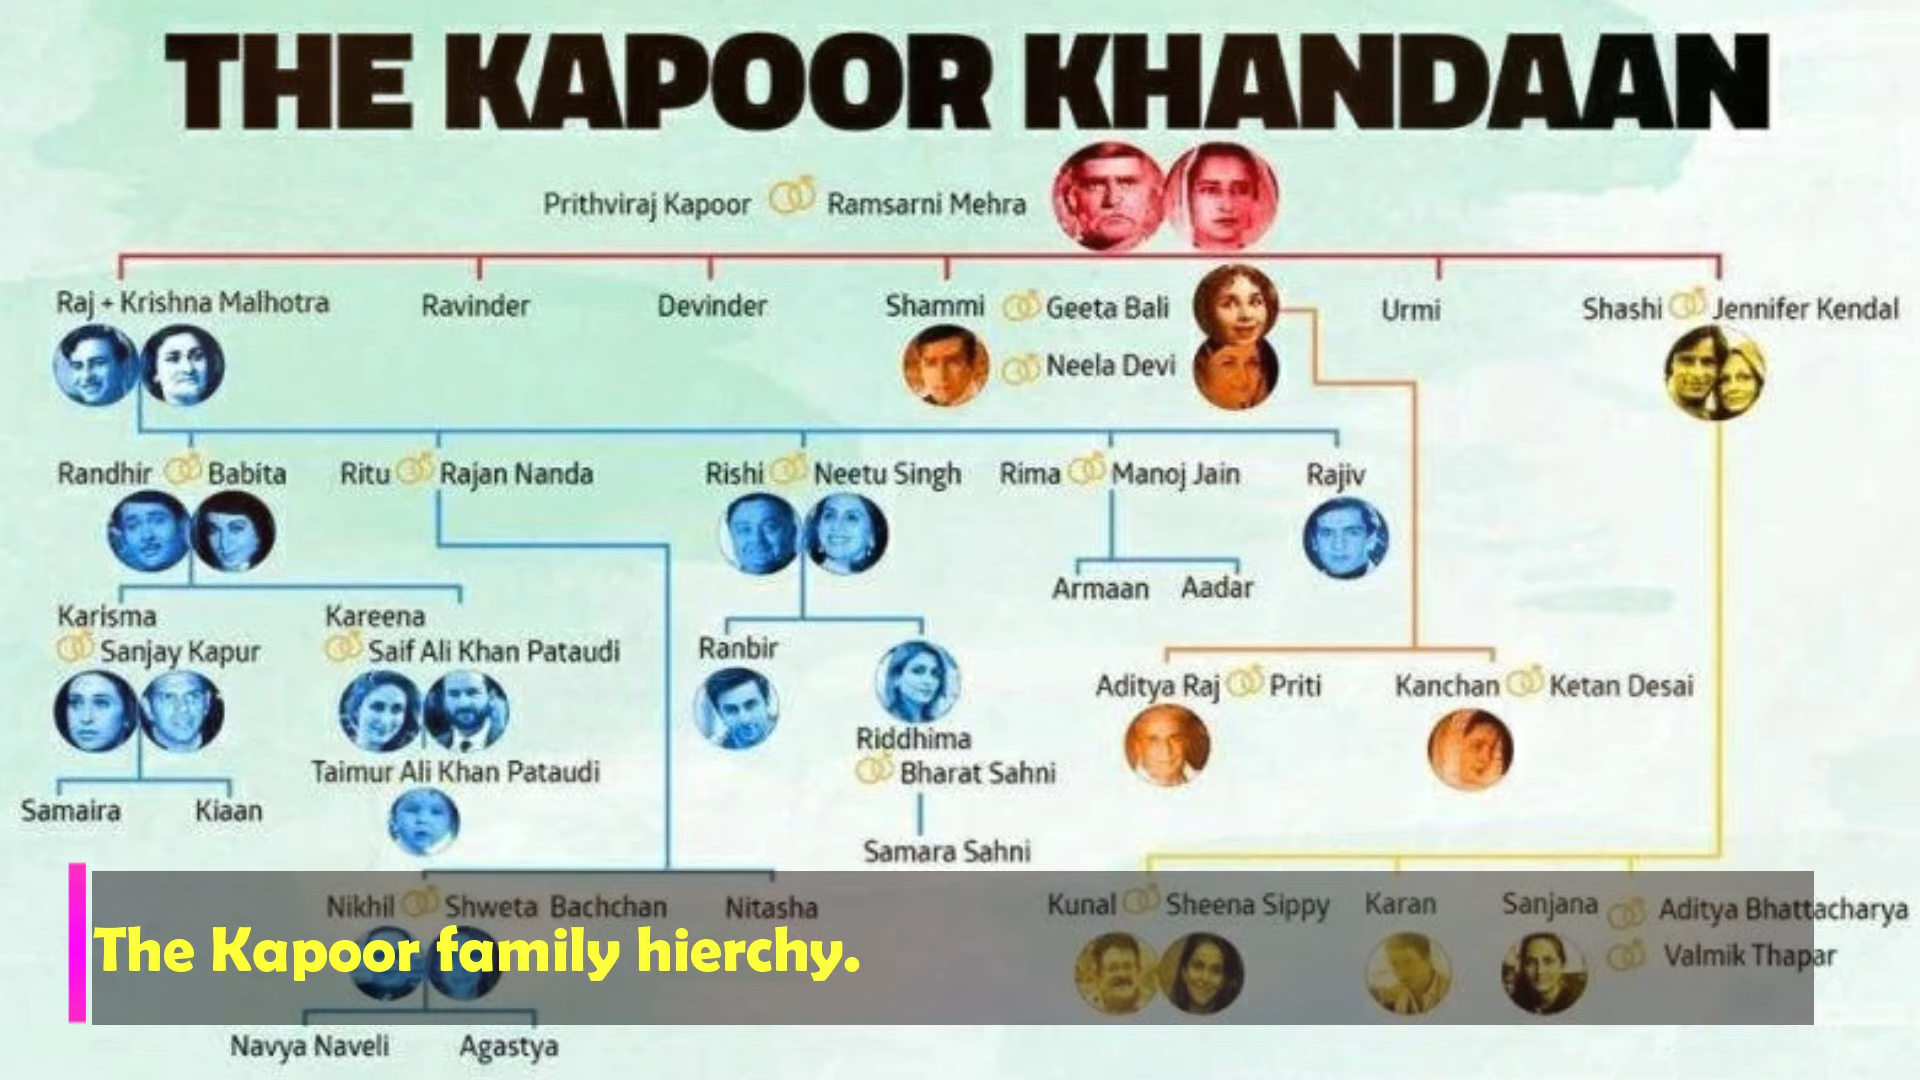 THE KAPOOR KHANDAAN
Prithviraj Kapoor Ramsarni Mehra
Raj + Krishna Malhotra Ravinder Devinder Shammi Geeta Bali Urmi Shashi Jennifer Kendal
Neela Devi
Randhir Babita Ritu Rajan Nanda Rishi Neetu Singh Rima Manoj Jain Rajiv
Armaan Aadar
Karisma Kareena
Sanjay Kapur Saif Ali Khan Pataudi Ranbir
Aditya Raj Priti Kanchan Ketan Desai
Riddhima
Taimur Ali Khan Pataudi Bharat Sahni
Samaira Kiaan
Samara Sahni
Nikhil Shweta Bachchan Nitasha Kunal Sheena Sippy Karan Sanjana Aditya Bhattacharya
Valmik Thapar
The Kapoor family hierchy.
Navya Naveli Agastya